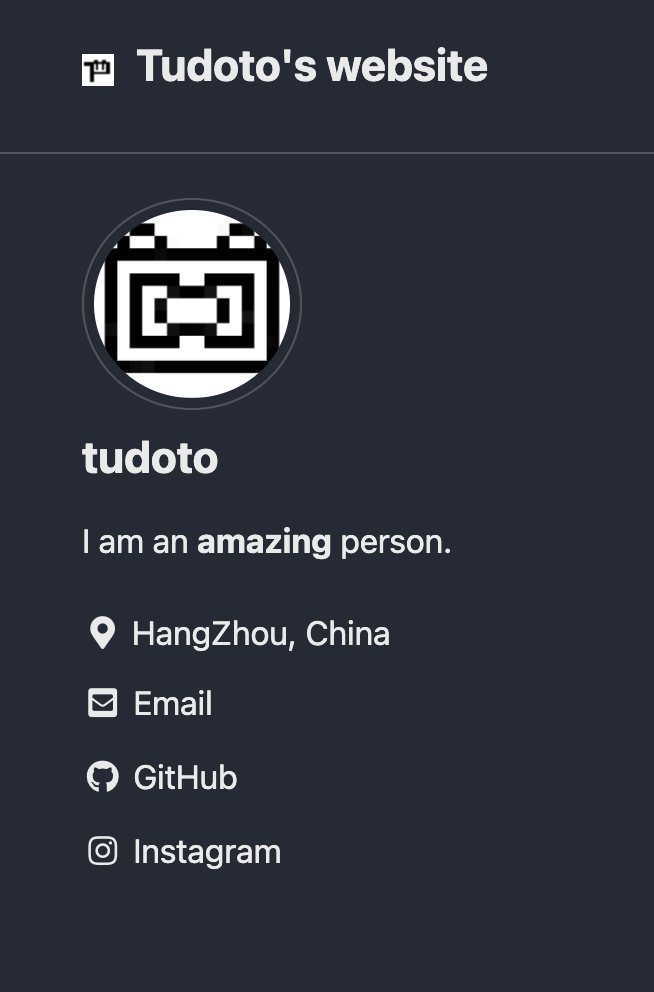 Tudoto's website
tudoto
I am an amazing person.
HangZhou, China
Email
GitHub
Instagram